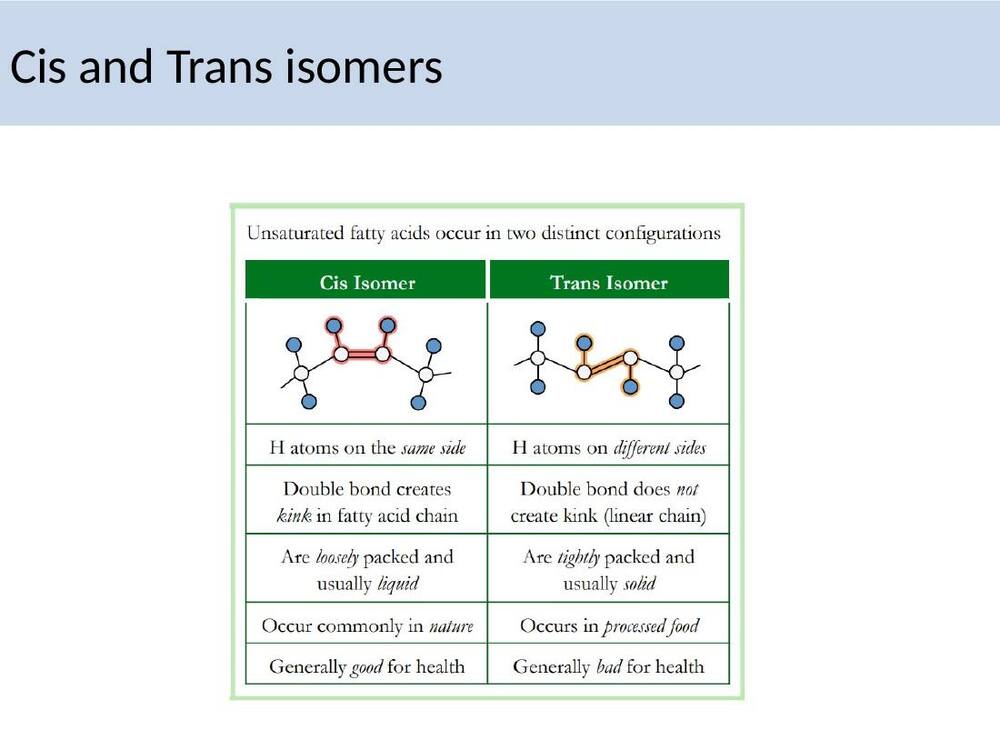 Cis and Trans isomers
Unsaturated fatty acids occur in two distinct configurations
Cis Isomer
Trans Isomer
H atoms on the same side
H atoms on different sides
Double bond creates
kink in fatty acid chain
Double bond does not
create kink (linear chain)
Are loosely packed and
usually liquid
Are tightly packed and
usually solid
Occur commonly in nature
Occurs in processed food
Generally good for health
Generally bad for health